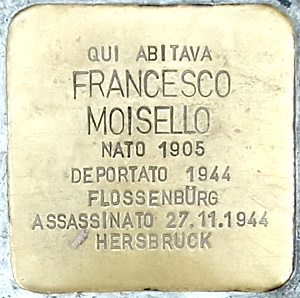 QUI ABITAVA
FRANCESCO
MOISELLO
NATO 1905
DEPORTATO 1944
FLOSSENBÜRG
ASSASSINATO 27.11.1944
HERSBRUCK